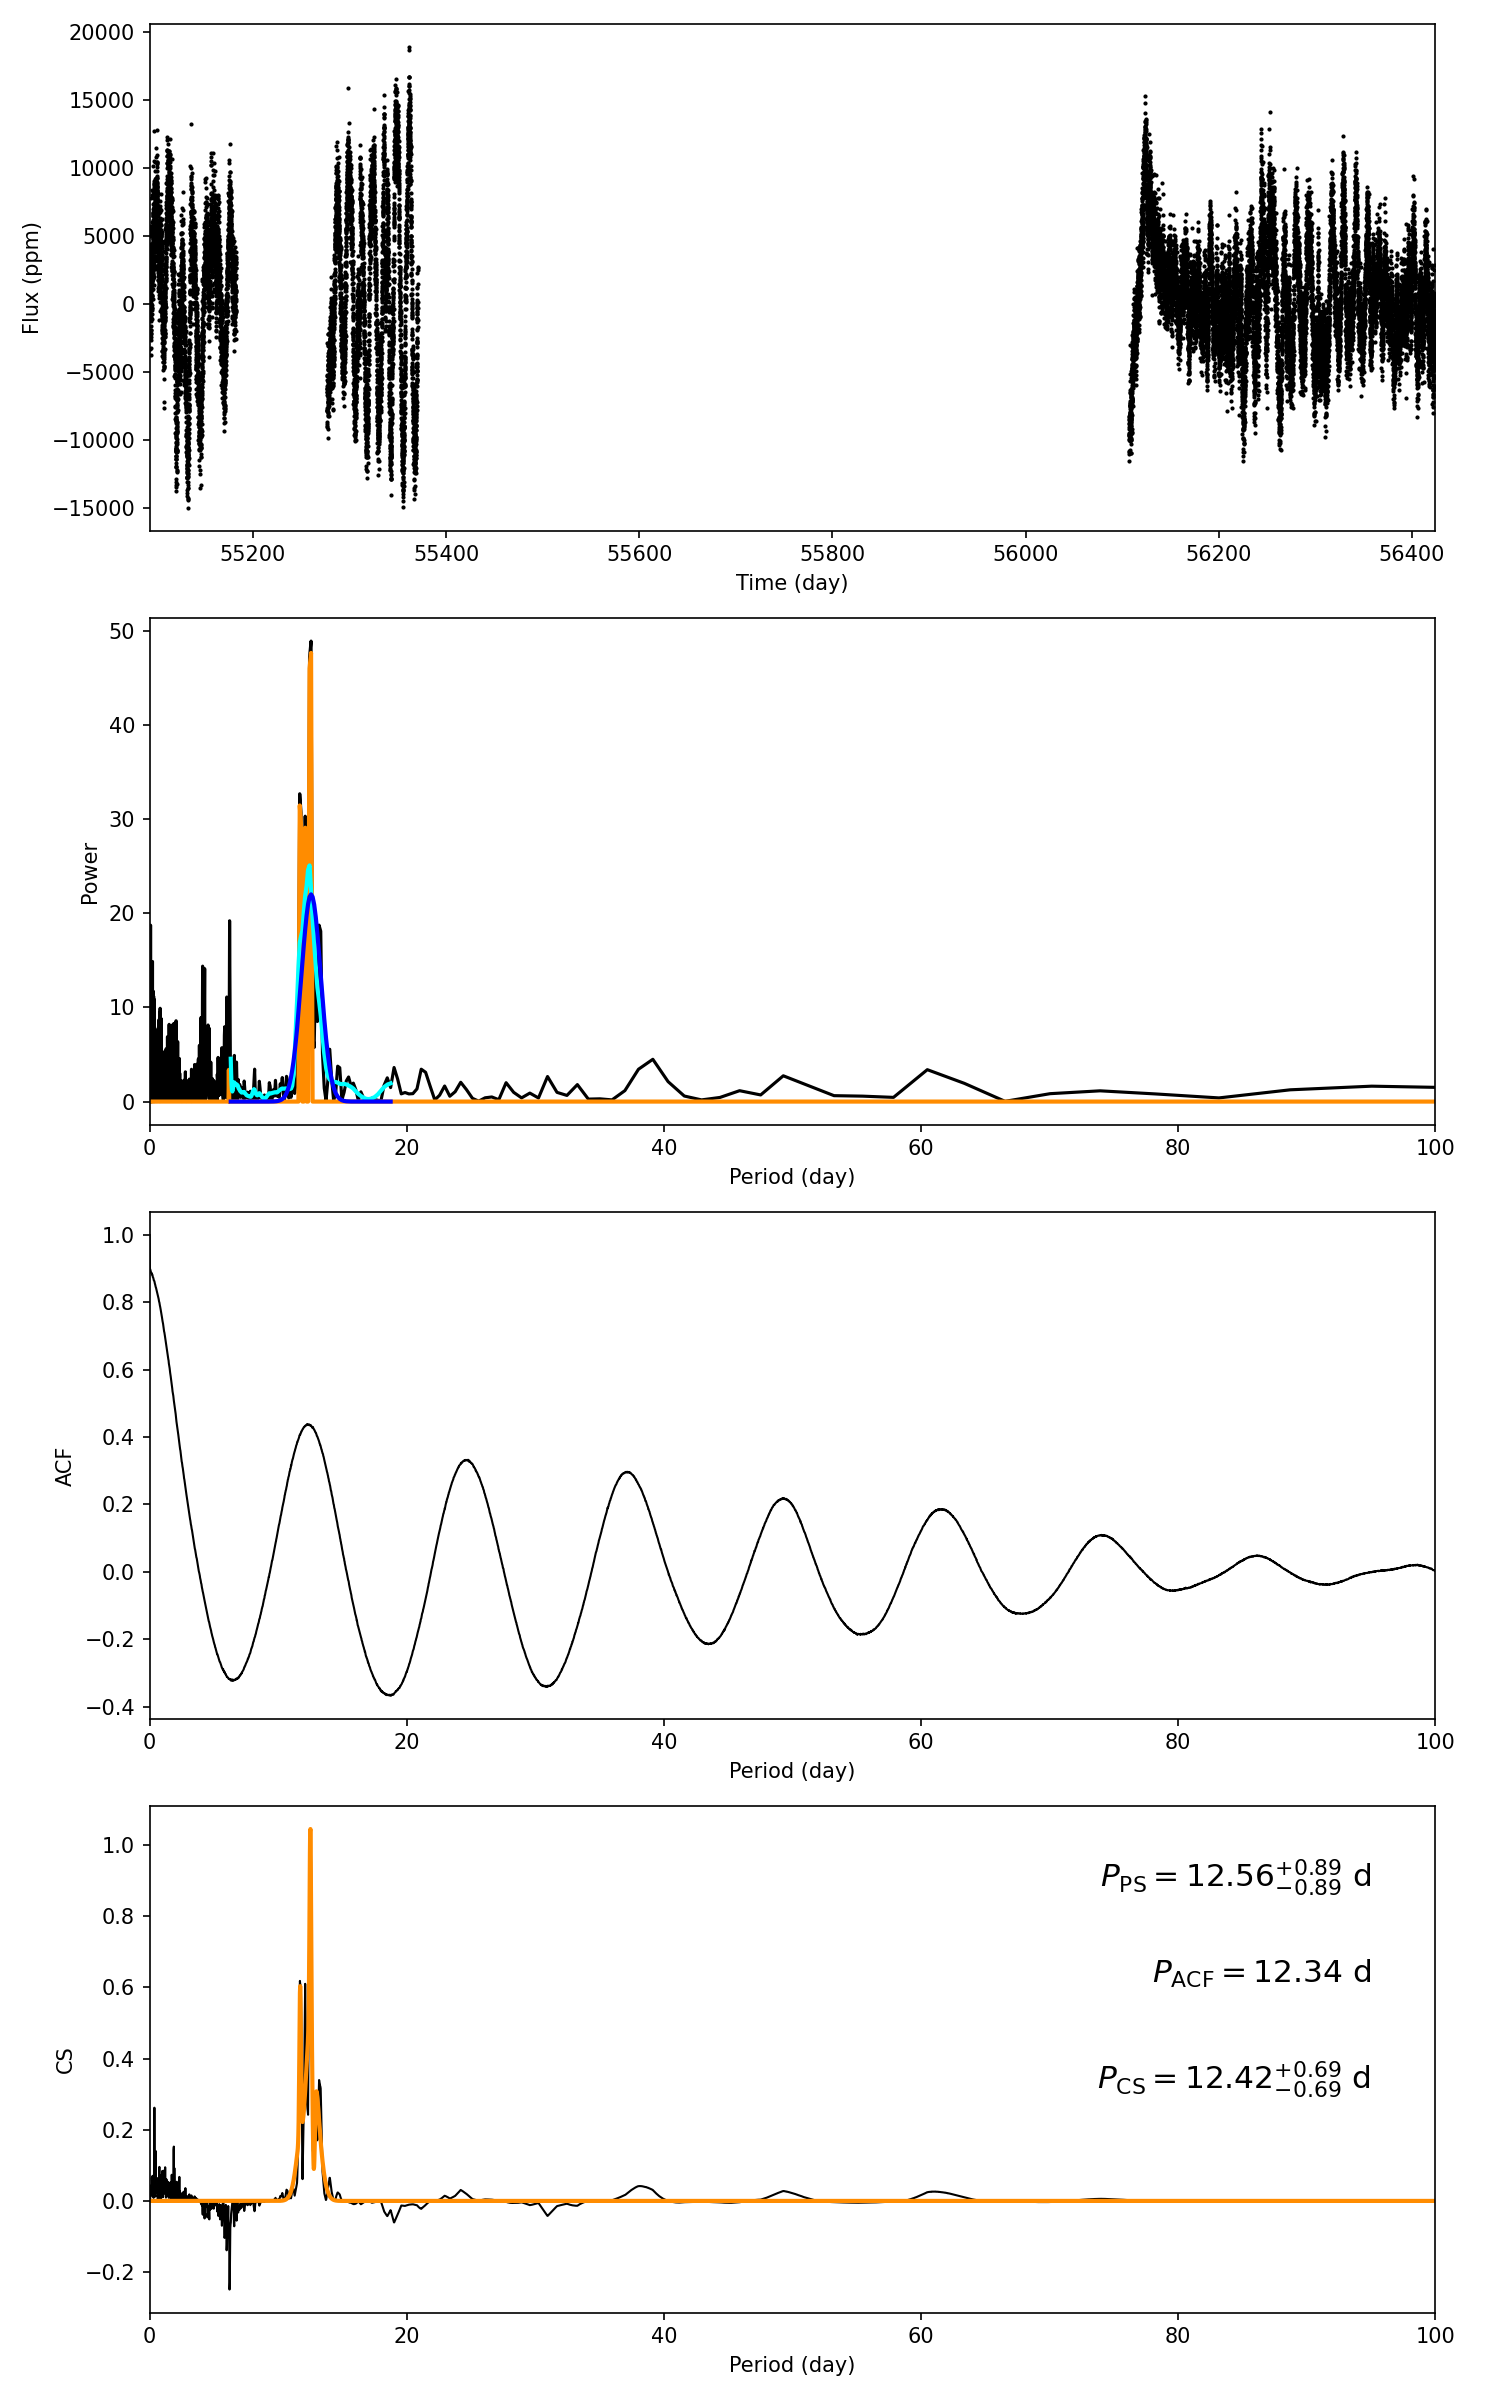 20000
15000
10000
5000
0
−5000
−10000
−15000
Flux (ppm)
55200 55400 55600 55800 56000 56200 56400
Time (day)
50
40
30
20
10
0
Power
0 20 40 60 80 100
Period (day)
1.0
0.8
0.6
0.4
0.2
0.0
−0.2
−0.4
ACF
0 20 40 60 80 100
Period (day)
1.0
0.8
0.6
0.4
0.2
0.0
−0.2
CS
P_PS = 12.56^{+0.89}_{−0.89} d
P_ACF = 12.34 d
P_CS = 12.42^{+0.69}_{−0.69} d
0 20 40 60 80 100
Period (day)